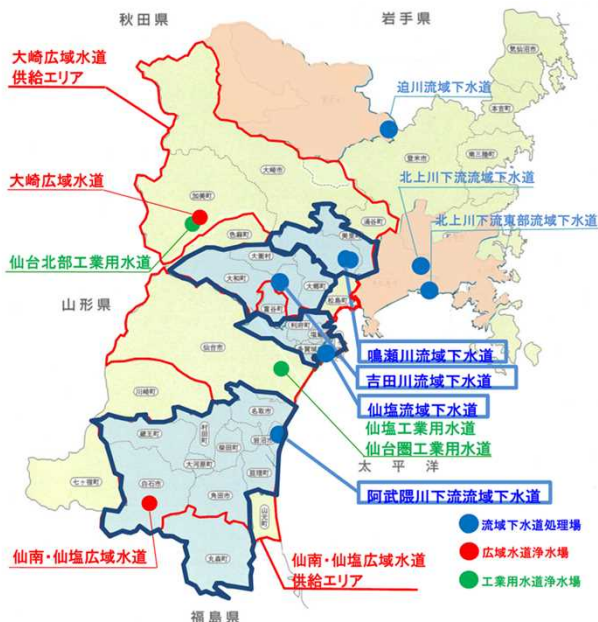 秋田県
岩手県
大崎広域水道
供給エリア
気仙沼市
迫川流域下水道
本吉町
登米市
南三陸町
大崎市
北上川下流流域下水道
大崎広域水道
加美町
涌谷町
北上川下流東部流域下水道
色麻町
美里町
仙台北部工業用水道
大衡村
大和町
大郷町
松島町
山形県
富谷町
利府町
鳴瀬川流域下水道
仙台市
吉田川流域下水道
仙塩流域下水道
川崎町
名取市
仙塩工業用水道
仙台圏工業用水道
蔵王町
村田町
柴田町
岩沼市
太平洋
大河原町
亘理町
七ヶ宿町
白石市
角田市
阿武隈川下流流域下水道
山元町
流域下水道処理場
仙南・仙塩広域水道
丸森町
仙南・仙塩広域水道
供給エリア
広域水道浄水場
工業用水道浄水場
福島県